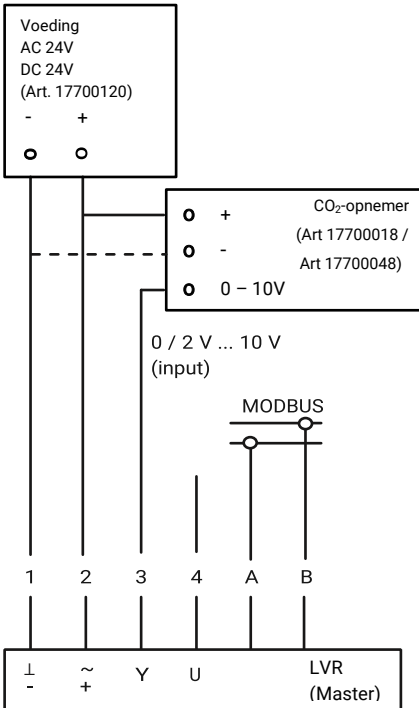 Voeding
AC 24V
DC 24V
(Art. 17700120)
- +
+ CO₂-opnemer
(Art 17700018 /
- Art 17700048)
0 – 10V
0 / 2 V ... 10 V
(input)
MODBUS
1 2 3 4 A B
⊥ ~ Y U LVR
- + (Master)